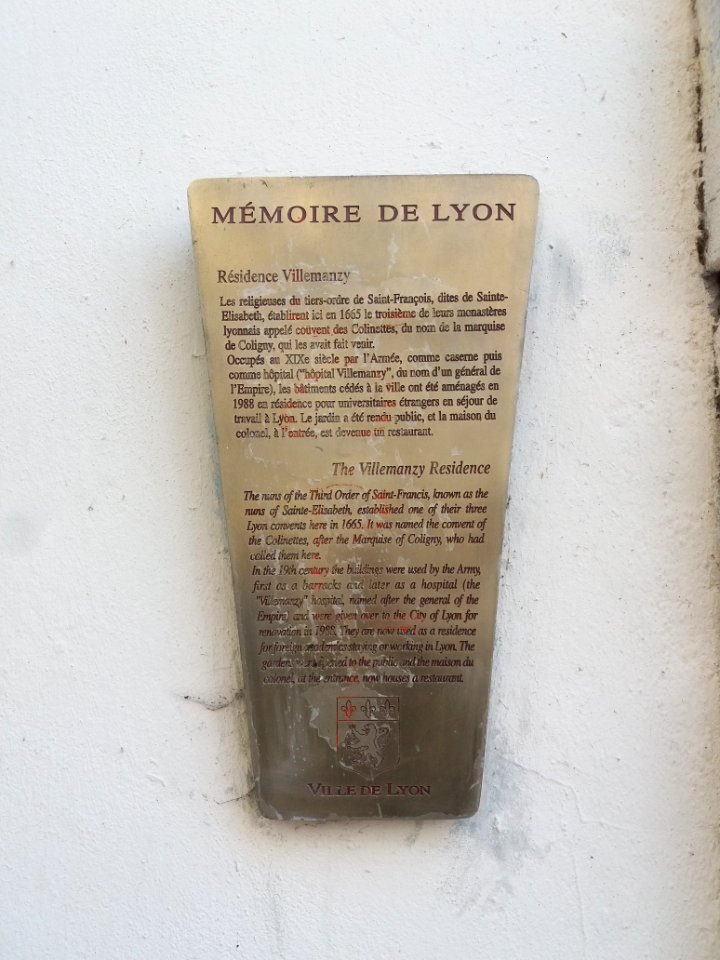 MÉMOIRE DE LYON
Résidence Villemanzy
Les religieuses du tiers-ordre de Saint-François, dites de Sainte-
Elisabeth, établirent ici en 1665 le troisième de leurs monastères
lyonnais appelé couvent des Colinettes, du nom de la marquise
de Coligny, qui les avait fait venir.
Occupés au XIXe siècle par l'Armée, comme caserne puis
comme hôpital ("hôpital Villemanzy", du nom d'un général de
l'Empire), les bâtiments cédés à la ville ont été aménagés en
1988 en résidence pour universitaires étrangers en séjour de
travail à Lyon. Le jardin a été rendu public, et la maison du
colonel, à l'entrée, est devenue un restaurant.
The Villemanzy Residence
The nuns of the Third Order of Saint-Francis, known as the
nuns of Sainte-Elisabeth, established one of their three
Lyon convents here in 1665. It was named the convent of
the Colinettes, after the Marquise of Coligny, who had
called them here.
In the 19th century the buildings were used by the Army,
first as a barracks and later as a hospital (the
"Villemanzy" hospital, named after the general of the
Empire) and were given over to the City of Lyon for
renovation in 1988. They are now used as a residence
for foreign academics staying or working in Lyon. The
gardens were opened to the public and the maison du
colonel, at the entrance, now houses a restaurant.
VILLE DE LYON